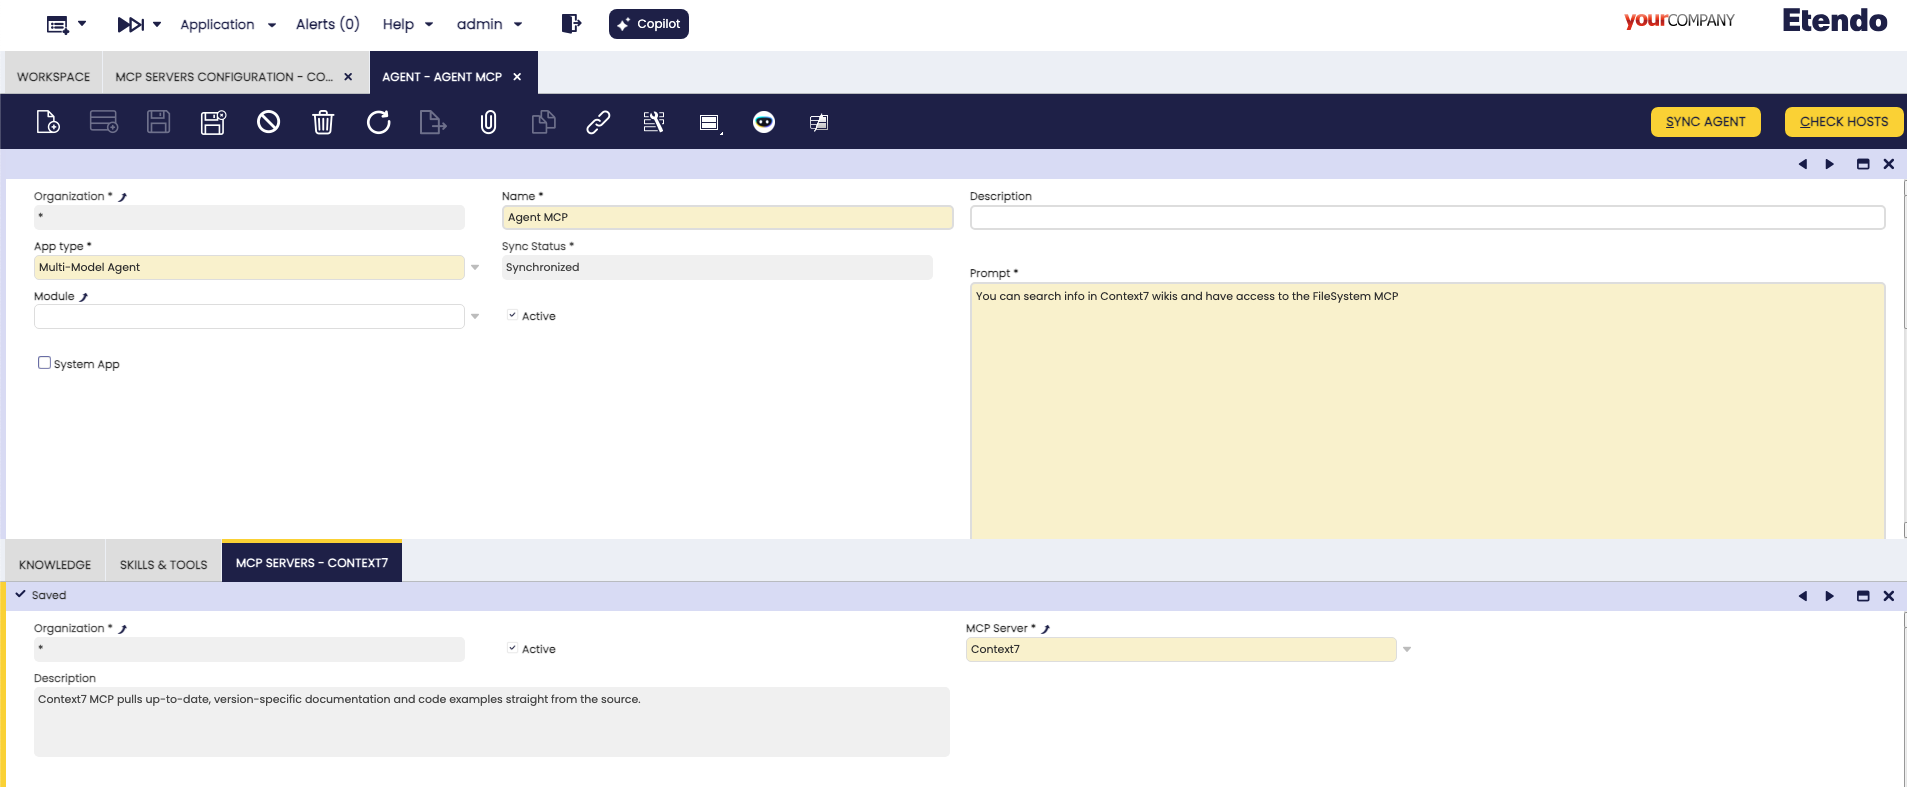 Application
Alerts (0)
Help
admin
Copilot
yourCOMPANY
Etendo
WORKSPACE
MCP SERVERS CONFIGURATION - CO...
AGENT - AGENT MCP
SYNC AGENT
CHECK HOSTS
Organization *
*
Name *
Agent MCP
Description
App type *
Multi-Model Agent
Sync Status *
Synchronized
Prompt *
You can search info in Context7 wikis and have access to the FileSystem MCP
Module
Active
System App
KNOWLEDGE
SKILLS & TOOLS
MCP SERVERS - CONTEXT7
Saved
Organization *
*
Active
MCP Server *
Context7
Description
Context7 MCP pulls up-to-date, version-specific documentation and code examples straight from the source.